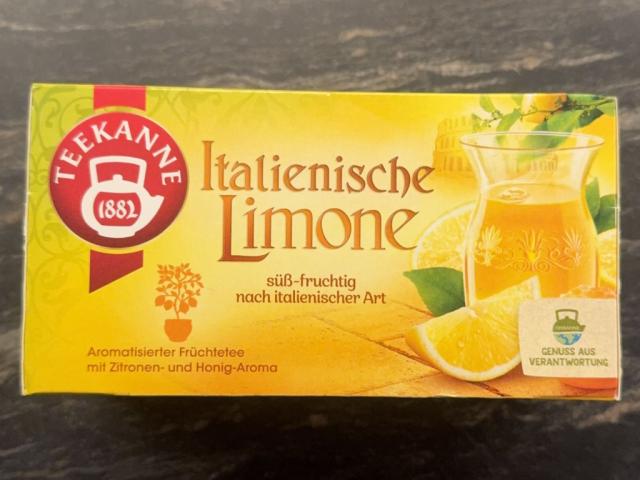 TEEKANNE
1882
Italienische
Limone
süß-fruchtig
nach italienischer Art
Aromatisierter Früchtetee
mit Zitronen- und Honig-Aroma
TEEKANNE
GENUSS AUS
VERANTWORTUNG